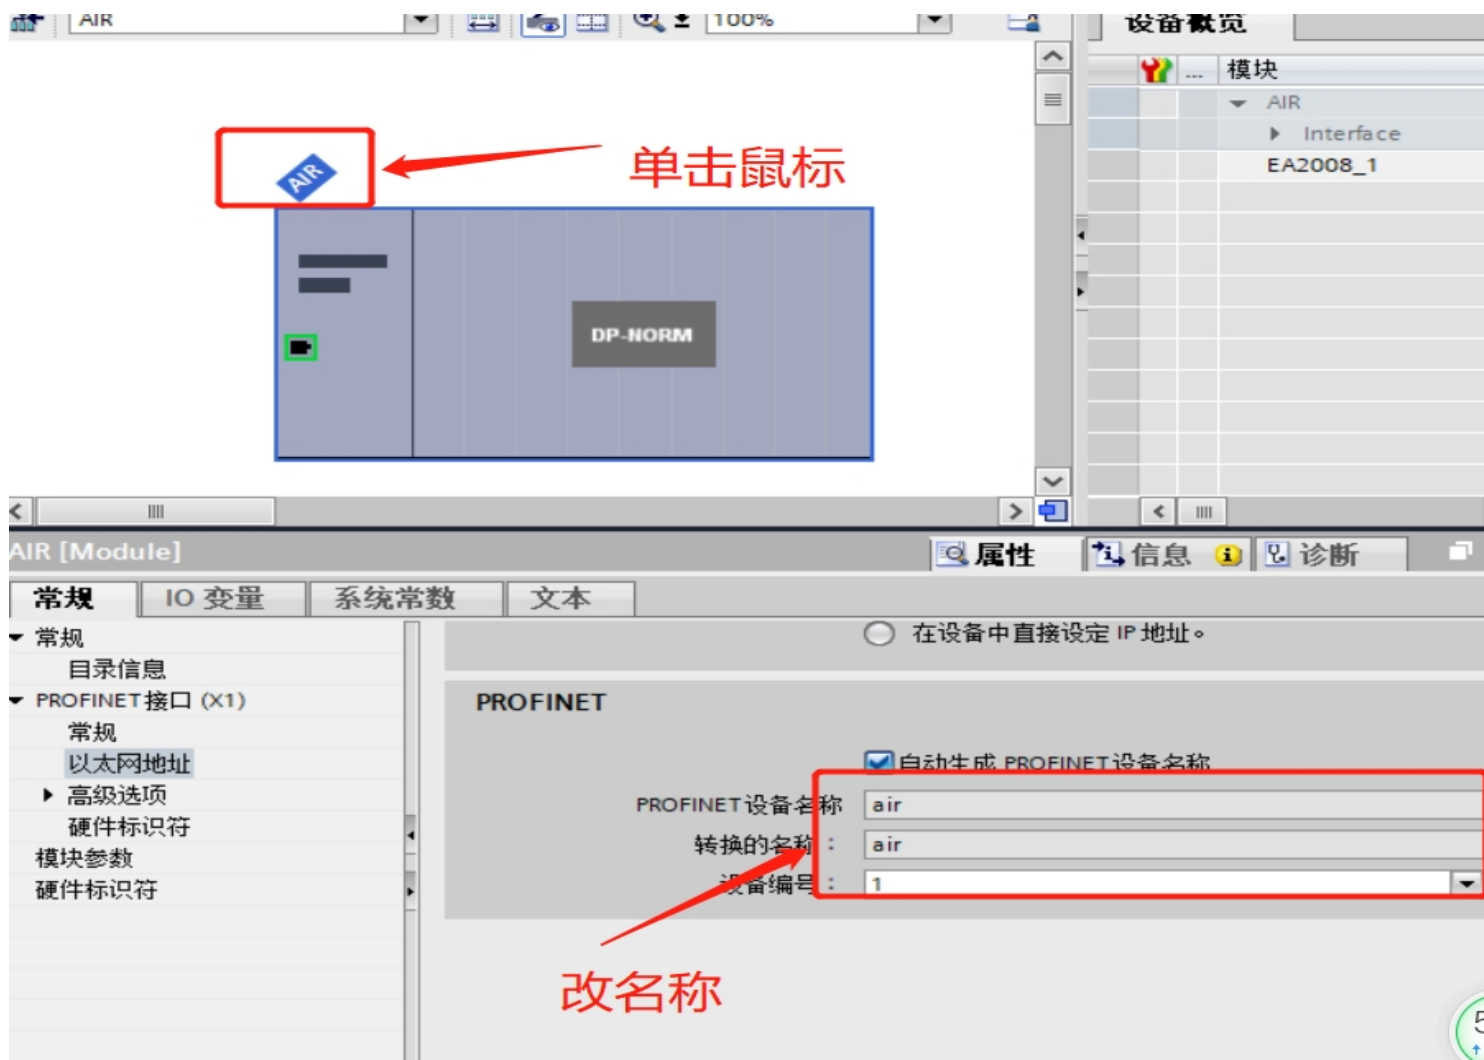 AIR
100%
设备概览
... 模块
AIR
Interface
EA2008_1
AIR
单击鼠标
DP-NORM
AIR [Module]
属性
信息
诊断
常规
IO 变量
系统常数
文本
常规
目录信息
PROFINET接口 (X1)
常规
以太网地址
高级选项
硬件标识符
模块参数
硬件标识符
在设备中直接设定 IP 地址。
PROFINET
自动生成 PROFINET设备名称
PROFINET设备名称 air
转换的名称： air
设备编号： 1
改名称
5